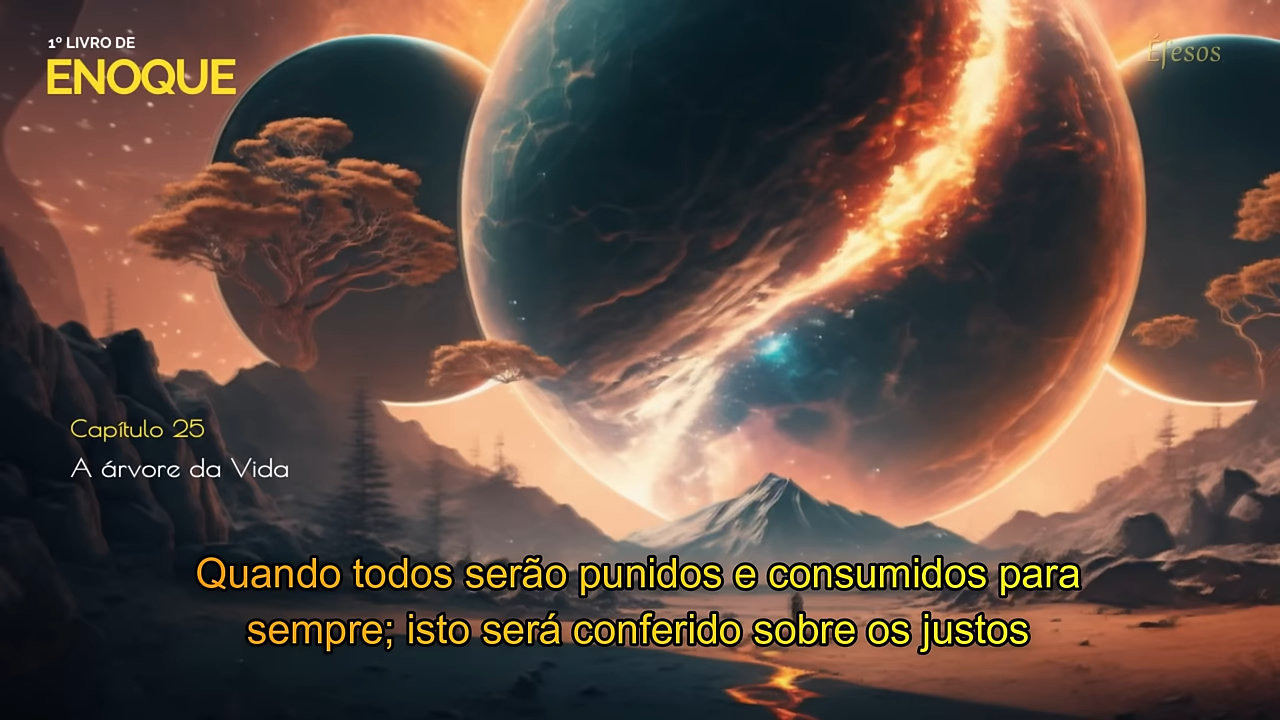 1º LIVRO DE
ENOQUE
Éfesos
Capítulo 25
A árvore da Vida
Quando todos serão punidos e consumidos para
sempre; isto será conferido sobre os justos